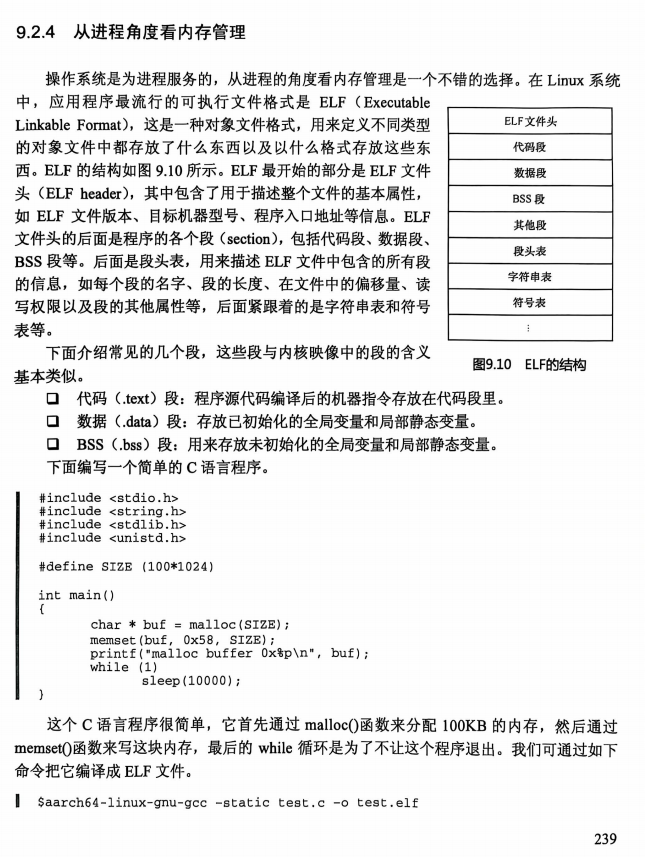 9.2.4 从进程角度看内存管理
操作系统是为进程服务的，从进程的角度看内存管理是一个不错的选择。在 Linux 系统
中，应用程序最流行的可执行文件格式是 ELF（Executable
Linkable Format），这是一种对象文件格式，用来定义不同类型
的对象文件中都存放了什么东西以及以什么格式存放这些东
西。ELF 的结构如图 9.10 所示。ELF 最开始的部分是 ELF 文件
头（ELF header），其中包含了用于描述整个文件的基本属性，
如 ELF 文件版本、目标机器型号、程序入口地址等信息。ELF
文件头的后面是程序的各个段（section），包括代码段、数据段、
BSS 段等。后面是段头表，用来描述 ELF 文件中包含的所有段
的信息，如每个段的名字、段的长度、在文件中的偏移量、读
写权限以及段的其他属性等，后面紧跟着的是字符串表和符号
表等。
ELF文件头
代码段
数据段
BSS 段
其他段
段头表
字符串表
符号表
⋮
图9.10 ELF的结构
下面介绍常见的几个段，这些段与内核映像中的段的含义
基本类似。
❑ 代码（.text）段：程序源代码编译后的机器指令存放在代码段里。
❑ 数据（.data）段：存放已初始化的全局变量和局部静态变量。
❑ BSS（.bss）段：用来存放未初始化的全局变量和局部静态变量。
下面编写一个简单的 C 语言程序。
#include <stdio.h>
#include <string.h>
#include <stdlib.h>
#include <unistd.h>
#define SIZE (100*1024)
int main()
{
char * buf = malloc(SIZE);
memset(buf, 0x58, SIZE);
printf("malloc buffer 0x%p\n", buf);
while (1)
sleep(10000);
}
这个 C 语言程序很简单，它首先通过 malloc()函数来分配 100KB 的内存，然后通过
memset()函数来写这块内存，最后的 while 循环是为了不让这个程序退出。我们可通过如下
命令把它编译成 ELF 文件。
$aarch64-linux-gnu-gcc -static test.c -o test.elf
239